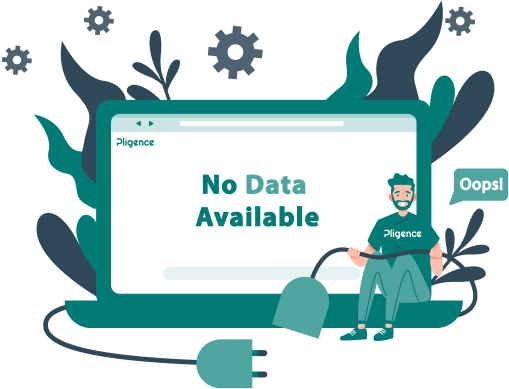 Pligence
No Data
Available
Oops!
Pligence